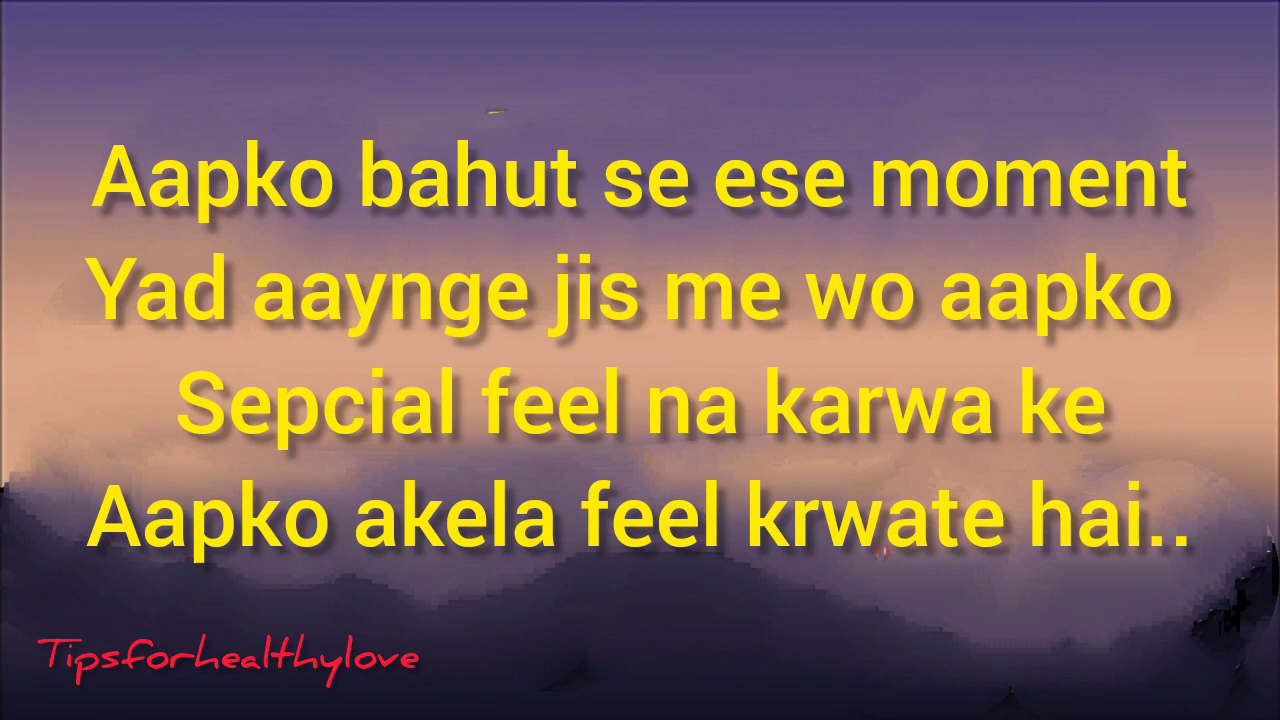 Aapko bahut se ese moment
Yad aaynge jis me wo aapko
Sepcial feel na karwa ke
Aapko akela feel krwate hai..
Tipsforhealthylove